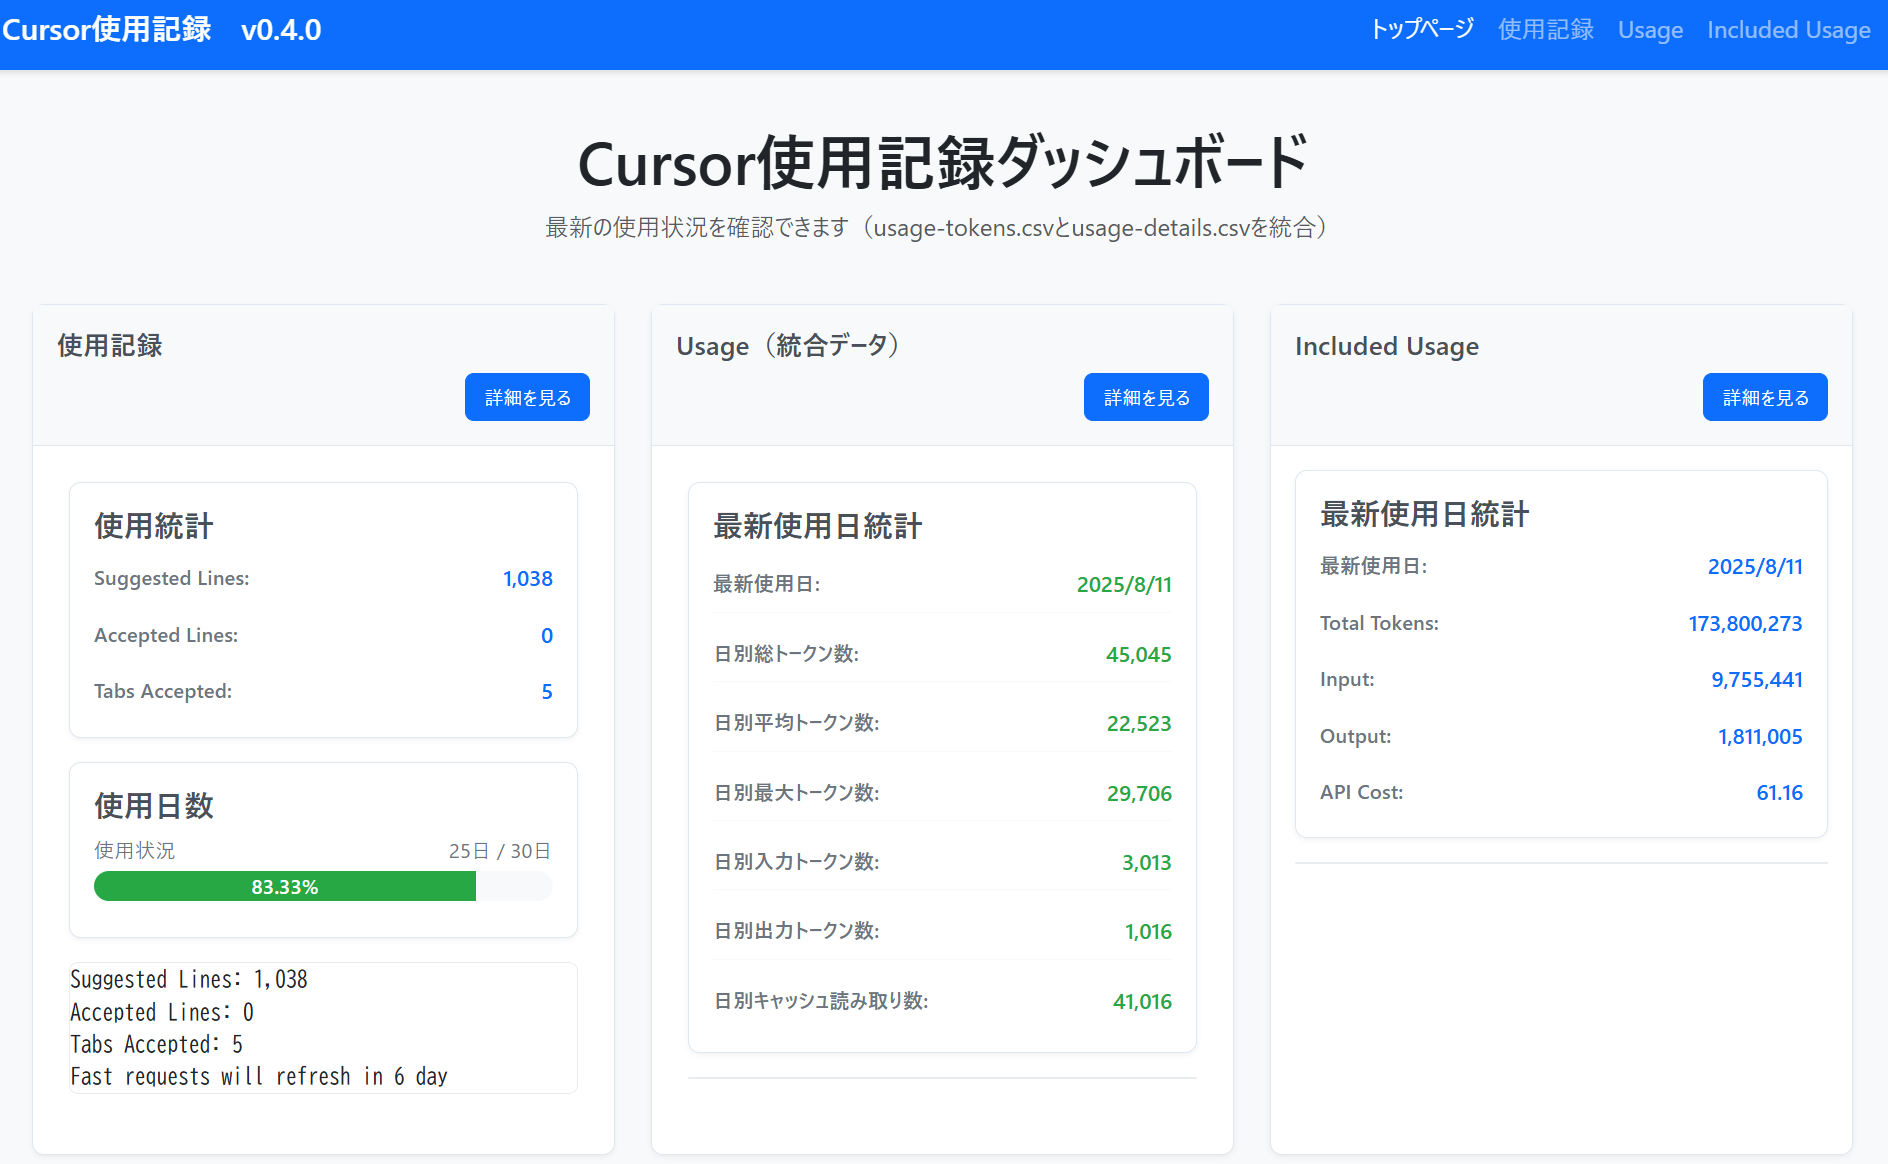 Cursor使用記録 v0.4.0
トップページ 使用記録 Usage Included Usage
Cursor使用記録ダッシュボード
最新の使用状況を確認できます（usage-tokens.csvとusage-details.csvを統合）
使用記録
詳細を見る
使用統計
Suggested Lines: 1,038
Accepted Lines: 0
Tabs Accepted: 5
使用日数
使用状況 25日 / 30日
83.33%
Suggested Lines: 1,038
Accepted Lines: 0
Tabs Accepted: 5
Fast requests will refresh in 6 day
Usage（統合データ）
詳細を見る
最新使用日統計
最新使用日: 2025/8/11
日別総トークン数: 45,045
日別平均トークン数: 22,523
日別最大トークン数: 29,706
日別入力トークン数: 3,013
日別出力トークン数: 1,016
日別キャッシュ読み取り数: 41,016
Included Usage
詳細を見る
最新使用日統計
最新使用日: 2025/8/11
Total Tokens: 173,800,273
Input: 9,755,441
Output: 1,811,005
API Cost: 61.16